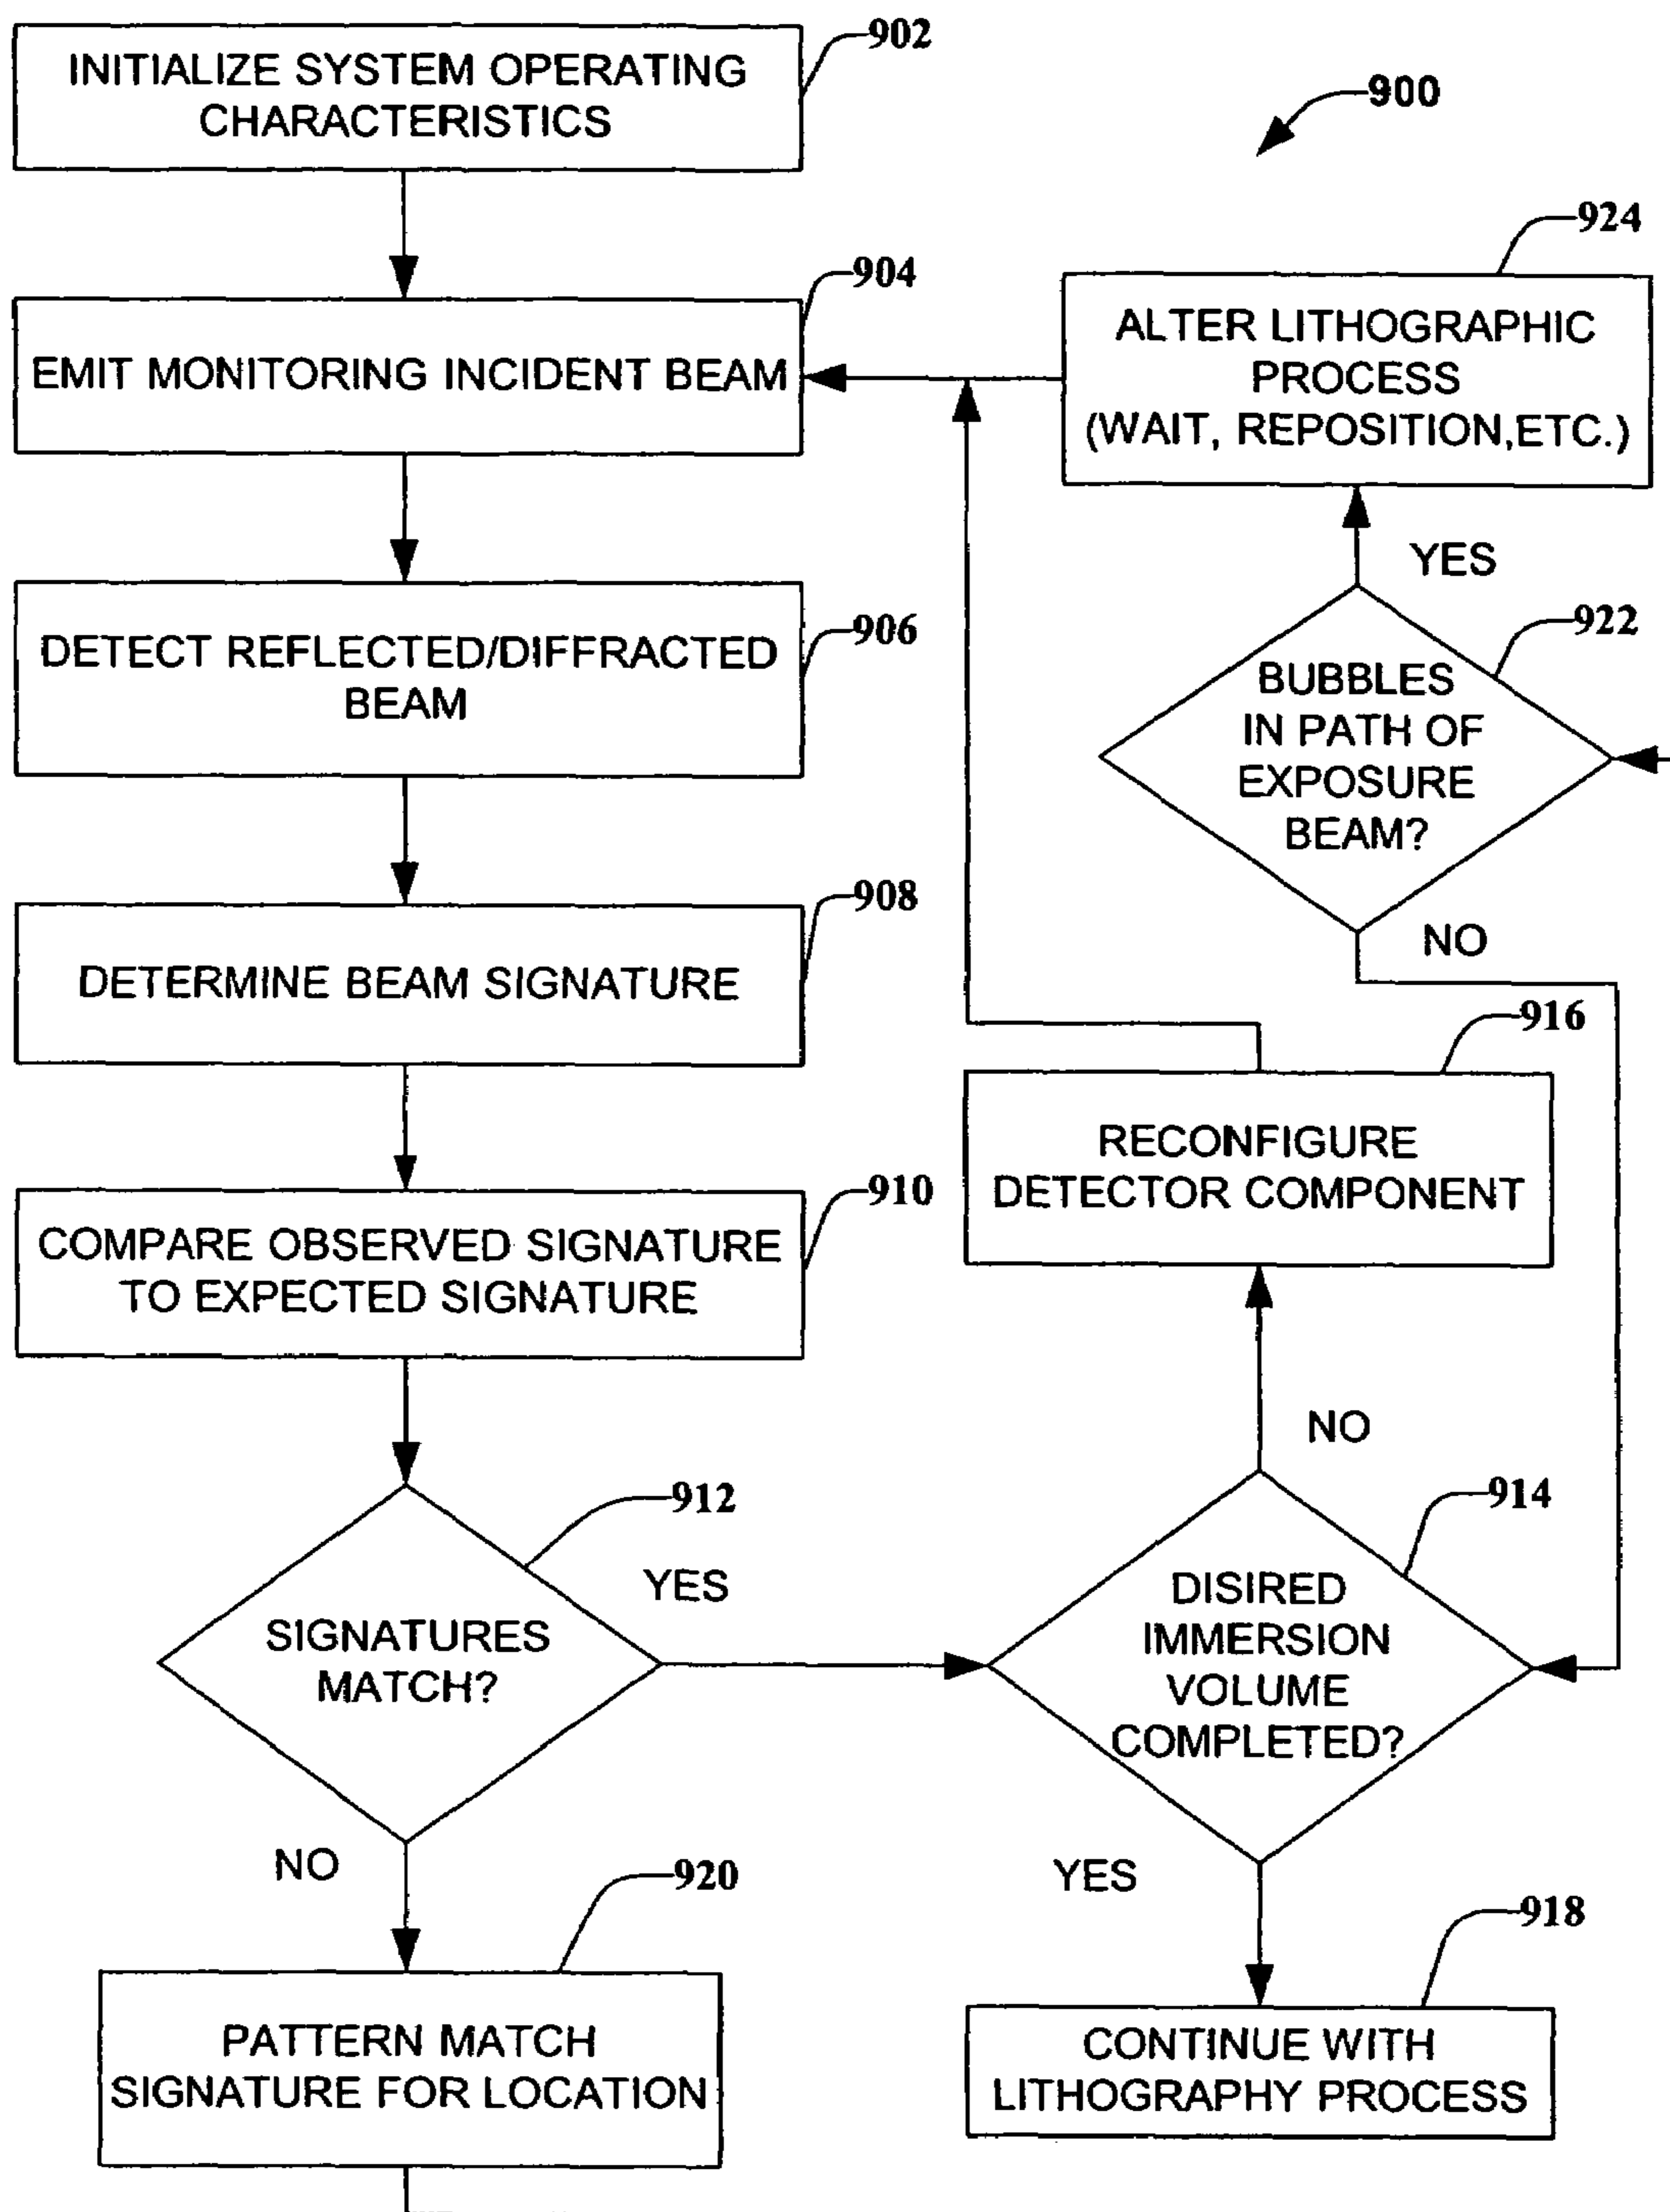 902
INITIALIZE SYSTEM OPERATING
CHARACTERISTICS
900
904
EMIT MONITORING INCIDENT BEAM
924
ALTER LITHOGRAPHIC
PROCESS
(WAIT, REPOSITION,ETC.)
906
DETECT REFLECTED/DIFFRACTED
BEAM
YES
922
BUBBLES
IN PATH OF
EXPOSURE
BEAM?
NO
908
DETERMINE BEAM SIGNATURE
916
RECONFIGURE
DETECTOR COMPONENT
910
COMPARE OBSERVED SIGNATURE
TO EXPECTED SIGNATURE
NO
912
SIGNATURES
MATCH?
YES
914
DISIRED
IMMERSION
VOLUME
COMPLETED?
NO
YES
920
PATTERN MATCH
SIGNATURE FOR LOCATION
918
CONTINUE WITH
LITHOGRAPHY PROCESS